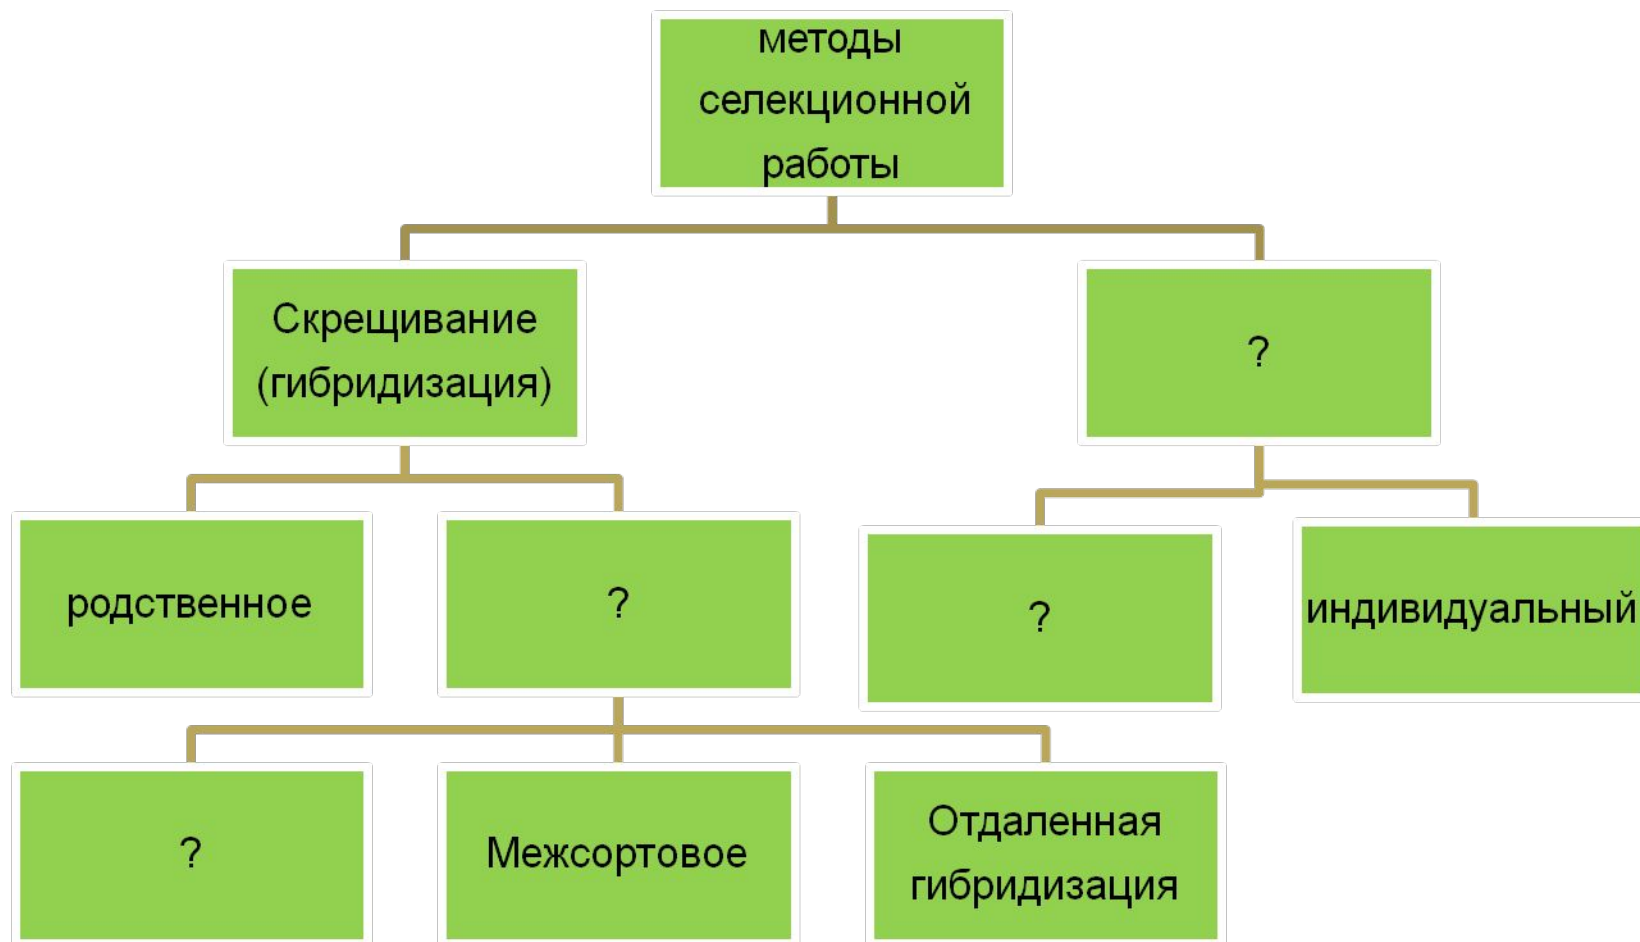 методы
селекционной
работы
Скрещивание
(гибридизация)
?
родственное
?
?
индивидуальный
?
Межсортовое
Отдаленная
гибридизация